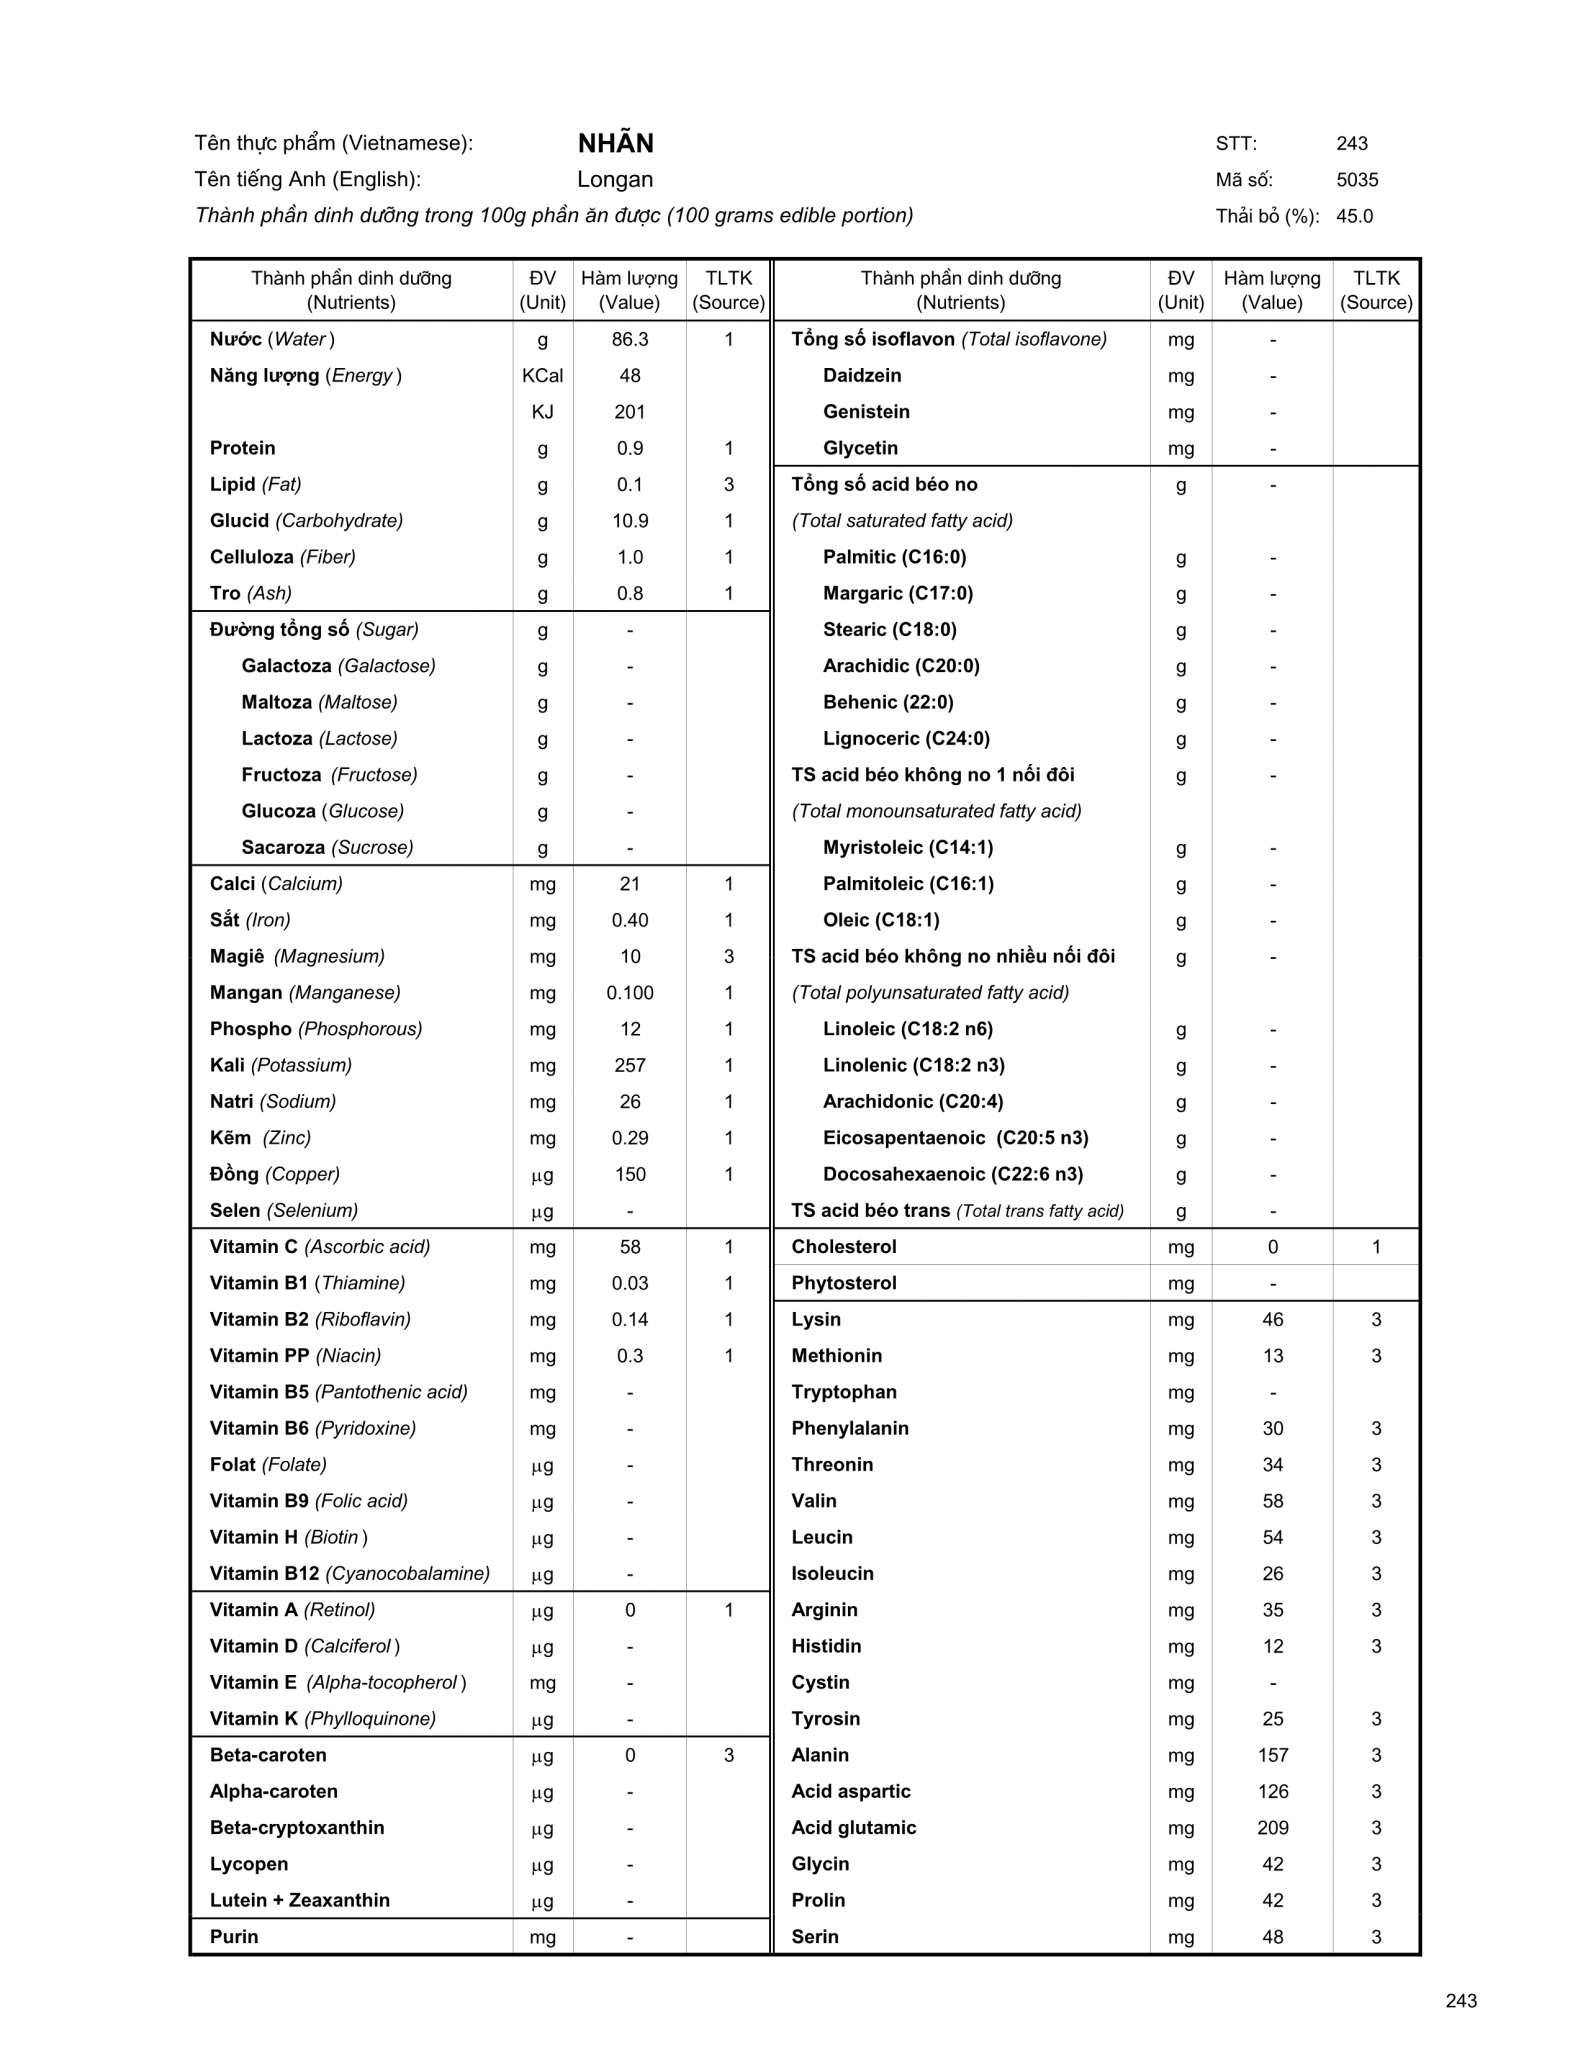 Tên thực phẩm (Vietnamese): NHÃN STT: 243
Tên tiếng Anh (English): Longan Mã số: 5035
Thành phần dinh dưỡng trong 100g phần ăn được (100 grams edible portion) Thải bỏ (%): 45.0
Thành phần dinh dưỡng (Nutrients) ĐV (Unit) Hàm lượng (Value) TLTK (Source)
Nước (Water) g 86.3 1
Năng lượng (Energy) KCal 48
KJ 201
Protein g 0.9 1
Lipid (Fat) g 0.1 3
Glucid (Carbohydrate) g 10.9 1
Celluloza (Fiber) g 1.0 1
Tro (Ash) g 0.8 1
Đường tổng số (Sugar) g -
Galactoza (Galactose) g -
Maltoza (Maltose) g -
Lactoza (Lactose) g -
Fructoza (Fructose) g -
Glucoza (Glucose) g -
Sacaroza (Sucrose) g -
Calci (Calcium) mg 21 1
Sắt (Iron) mg 0.40 1
Magiê (Magnesium) mg 10 3
Mangan (Manganese) mg 0.100 1
Phospho (Phosphorous) mg 12 1
Kali (Potassium) mg 257 1
Natri (Sodium) mg 26 1
Kẽm (Zinc) mg 0.29 1
Đồng (Copper) µg 150 1
Selen (Selenium) µg -
Vitamin C (Ascorbic acid) mg 58 1
Vitamin B1 (Thiamine) mg 0.03 1
Vitamin B2 (Riboflavin) mg 0.14 1
Vitamin PP (Niacin) mg 0.3 1
Vitamin B5 (Pantothenic acid) mg -
Vitamin B6 (Pyridoxine) mg -
Folat (Folate) µg -
Vitamin B9 (Folic acid) µg -
Vitamin H (Biotin) µg -
Vitamin B12 (Cyanocobalamine) µg -
Vitamin A (Retinol) µg 0 1
Vitamin D (Calciferol) µg -
Vitamin E (Alpha-tocopherol) mg -
Vitamin K (Phylloquinone) µg -
Beta-caroten µg 0 3
Alpha-caroten µg -
Beta-cryptoxanthin µg -
Lycopen µg -
Lutein + Zeaxanthin µg -
Purin mg -
Thành phần dinh dưỡng (Nutrients) ĐV (Unit) Hàm lượng (Value) TLTK (Source)
Tổng số isoflavon (Total isoflavone) mg -
Daidzein mg -
Genistein mg -
Glycetin mg -
Tổng số acid béo no g -
(Total saturated fatty acid)
Palmitic (C16:0) g -
Margaric (C17:0) g -
Stearic (C18:0) g -
Arachidic (C20:0) g -
Behenic (22:0) g -
Lignoceric (C24:0) g -
TS acid béo không no 1 nối đôi g -
(Total monounsaturated fatty acid)
Myristoleic (C14:1) g -
Palmitoleic (C16:1) g -
Oleic (C18:1) g -
TS acid béo không no nhiều nối đôi g -
(Total polyunsaturated fatty acid)
Linoleic (C18:2 n6) g -
Linolenic (C18:2 n3) g -
Arachidonic (C20:4) g -
Eicosapentaenoic (C20:5 n3) g -
Docosahexaenoic (C22:6 n3) g -
TS acid béo trans (Total trans fatty acid) g -
Cholesterol mg 0 1
Phytosterol mg -
Lysin mg 46 3
Methionin mg 13 3
Tryptophan mg -
Phenylalanin mg 30 3
Threonin mg 34 3
Valin mg 58 3
Leucin mg 54 3
Isoleucin mg 26 3
Arginin mg 35 3
Histidin mg 12 3
Cystin mg -
Tyrosin mg 25 3
Alanin mg 157 3
Acid aspartic mg 126 3
Acid glutamic mg 209 3
Glycin mg 42 3
Prolin mg 42 3
Serin mg 48 3
243